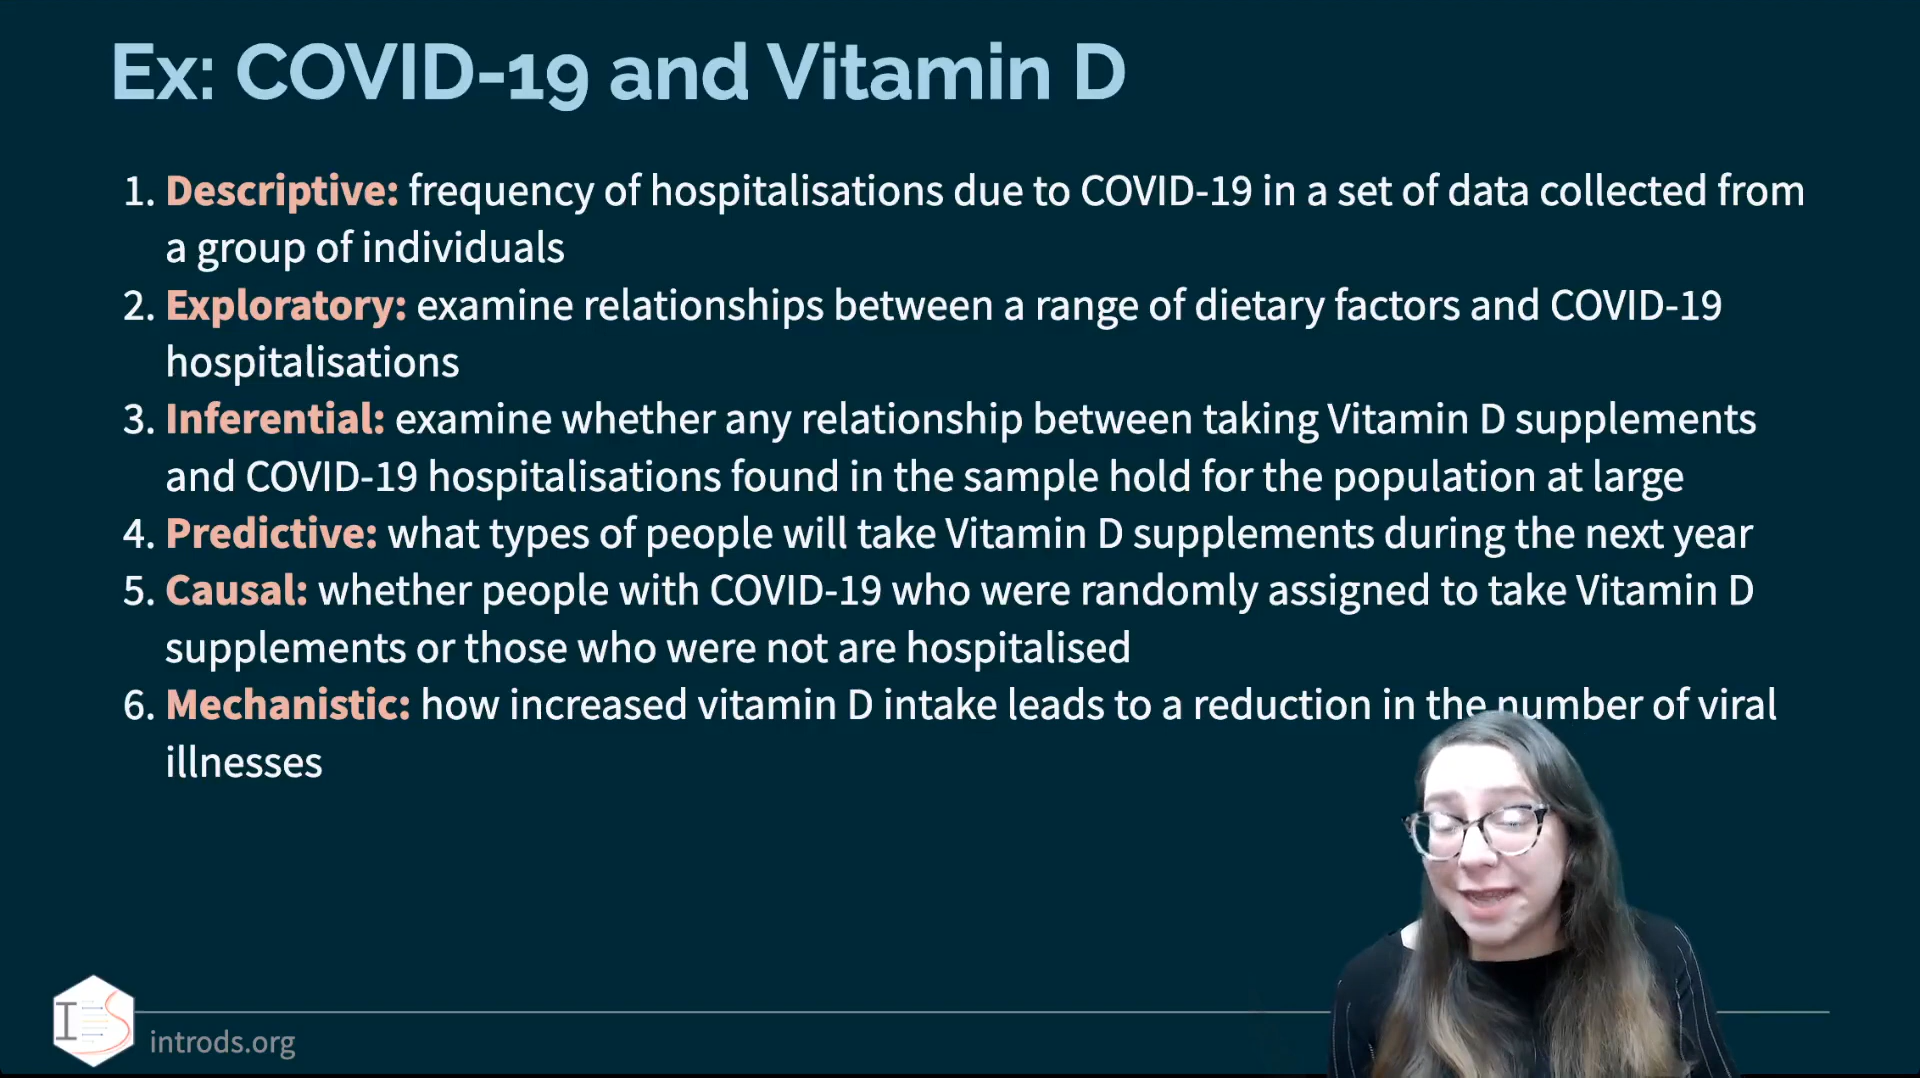 Ex: COVID-19 and Vitamin D
1. Descriptive: frequency of hospitalisations due to COVID-19 in a set of data collected from
a group of individuals
2. Exploratory: examine relationships between a range of dietary factors and COVID-19
hospitalisations
3. Inferential: examine whether any relationship between taking Vitamin D supplements
and COVID-19 hospitalisations found in the sample hold for the population at large
4. Predictive: what types of people will take Vitamin D supplements during the next year
5. Causal: whether people with COVID-19 who were randomly assigned to take Vitamin D
supplements or those who were not are hospitalised
6. Mechanistic: how increased vitamin D intake leads to a reduction in the number of viral
illnesses
IDS
introds.org